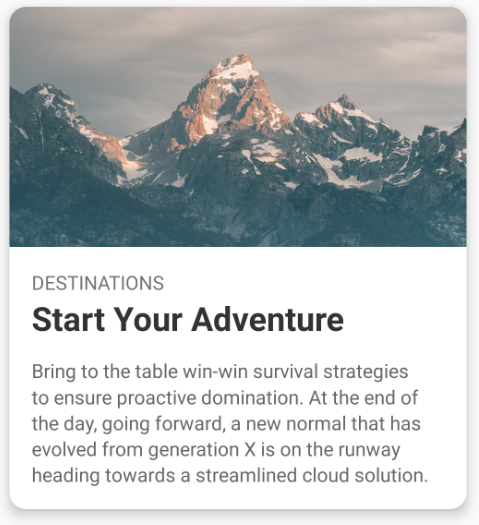 DESTINATIONS
Start Your Adventure
Bring to the table win-win survival strategies
to ensure proactive domination. At the end of
the day, going forward, a new normal that has
evolved from generation X is on the runway
heading towards a streamlined cloud solution.